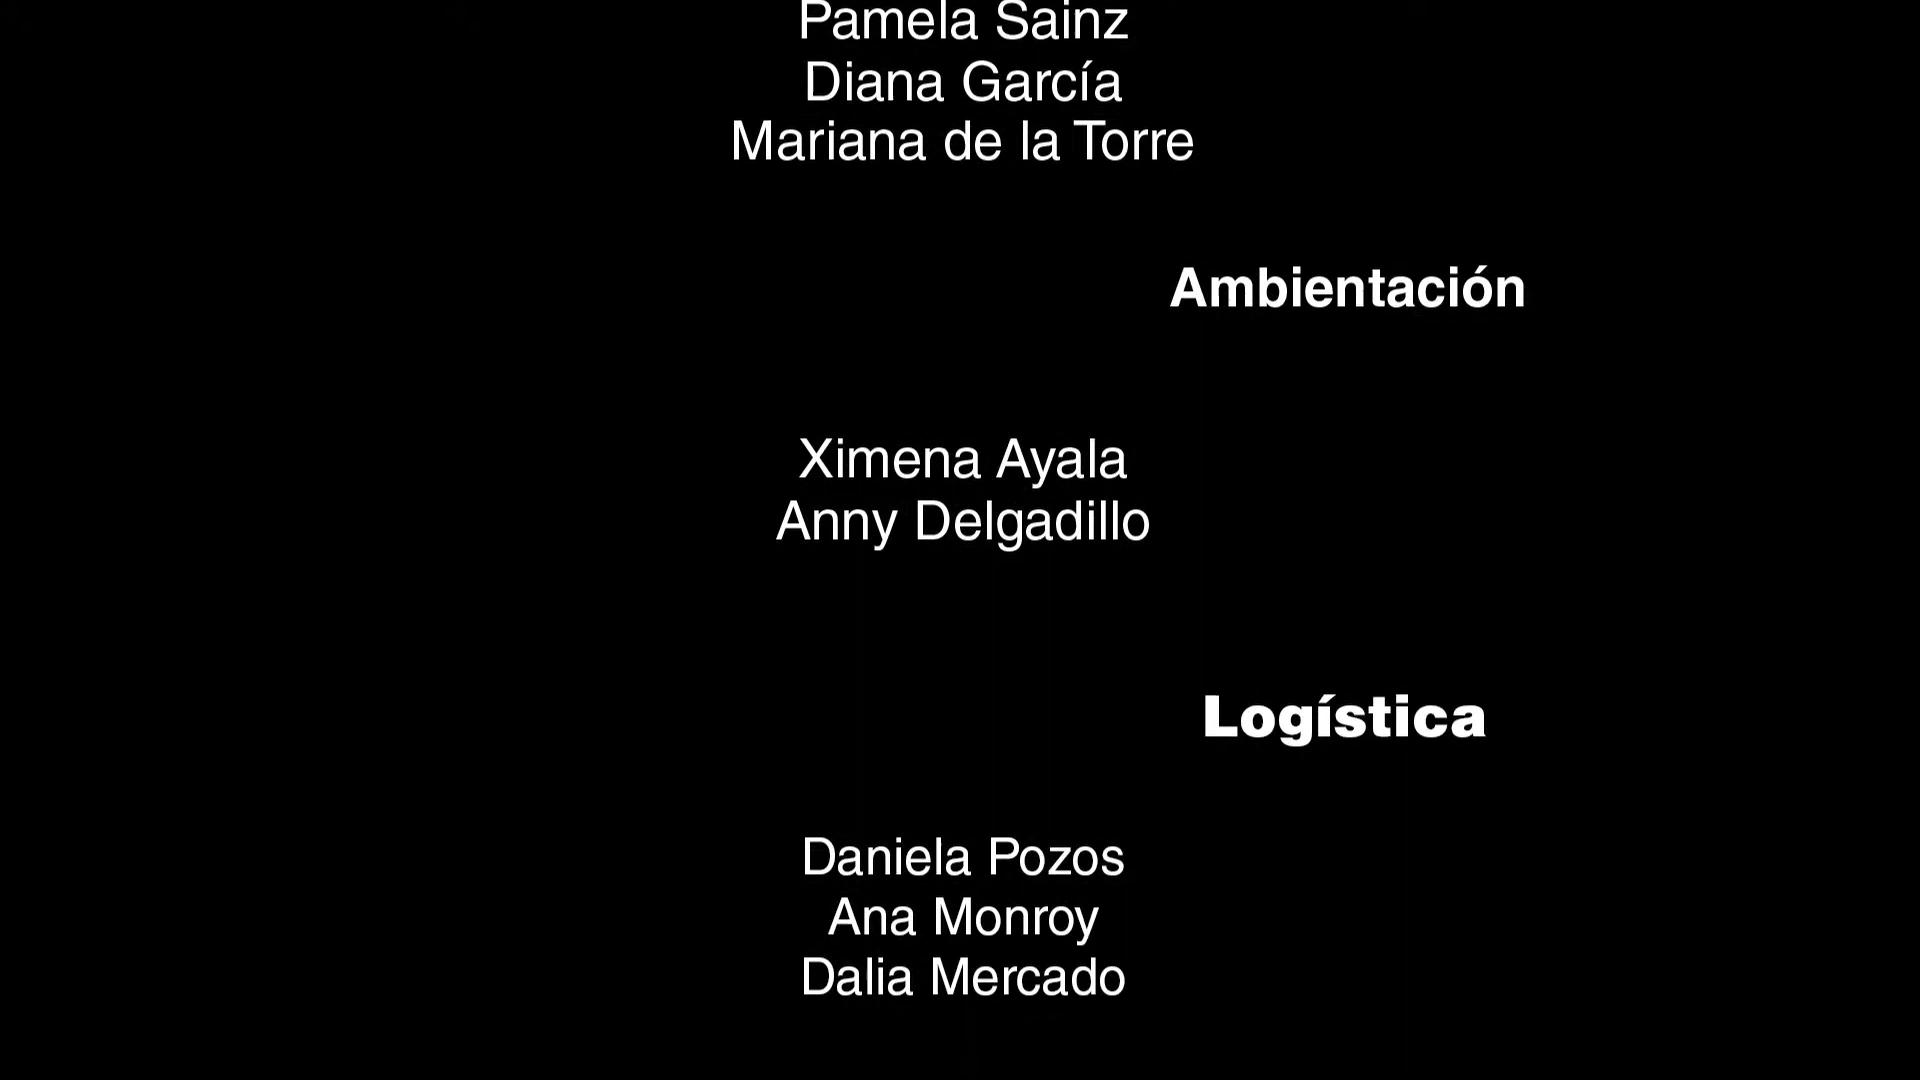 Pamela Sainz
Diana García
Mariana de la Torre
Ambientación
Ximena Ayala
Anny Delgadillo
Logística
Daniela Pozos
Ana Monroy
Dalia Mercado